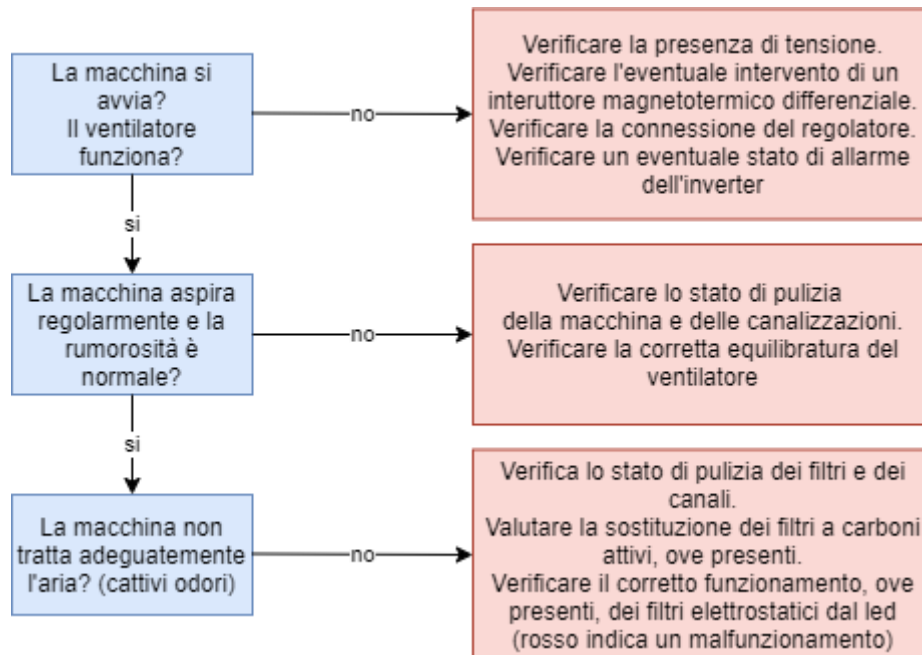 La macchina si
avvia?
Il ventilatore
funziona?
no
Verificare la presenza di tensione.
Verificare l'eventuale intervento di un
interuttore magnetotermico differenziale.
Verificare la connessione del regolatore.
Verificare un eventuale stato di allarme
dell'inverter
si
La macchina aspira
regolarmente e la
rumorosità è
normale?
no
Verificare lo stato di pulizia
della macchina e delle canalizzazioni.
Verificare la corretta equilibratura del
ventilatore
si
La macchina non
tratta adeguatemente
l'aria? (cattivi odori)
no
Verifica lo stato di pulizia dei filtri e dei
canali.
Valutare la sostituzione dei filtri a carboni
attivi, ove presenti.
Verificare il corretto funzionamento, ove
presenti, dei filtri elettrostatici dal led
(rosso indica un malfunzionamento)